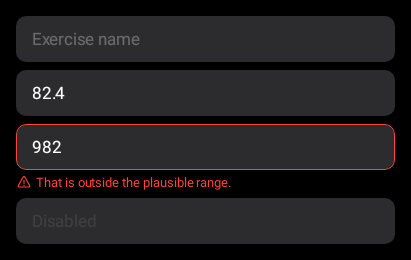 Exercise name
82.4
982
That is outside the plausible range.
Disabled